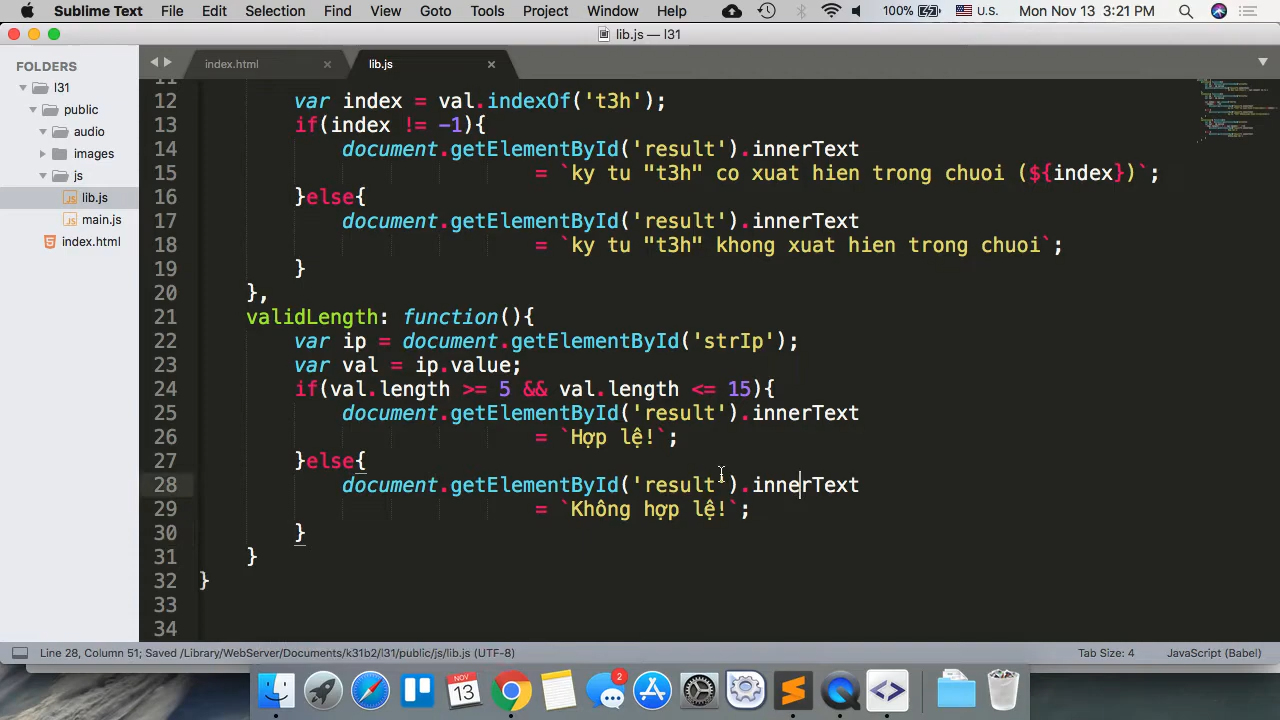 Sublime Text File Edit Selection Find View Goto Tools Project Window Help 100% U.S. Mon Nov 13 3:21 PM
lib.js — l31
FOLDERS
l31
public
audio
images
js
lib.js
main.js
index.html
index.html × lib.js ×
12 var index = val.indexOf('t3h');
13 if(index != -1){
14 document.getElementById('result').innerText
15 = `ky tu "t3h" co xuat hien trong chuoi (${index})`;
16 }else{
17 document.getElementById('result').innerText
18 = `ky tu "t3h" khong xuat hien trong chuoi`;
19 }
20 },
21 validLength: function(){
22 var ip = document.getElementById('strIp');
23 var val = ip.value;
24 if(val.length >= 5 && val.length <= 15){
25 document.getElementById('result').innerText
26 = `Hợp lệ!`;
27 }else{
28 document.getElementById('result').innerText
29 = `Không hợp lệ!`;
30 }
31 }
32 }
33
34
Line 28, Column 51; Saved /Library/WebServer/Documents/k31b2/l31/public/js/lib.js (UTF-8) Tab Size: 4 JavaScript (Babel)
NOV
13
2